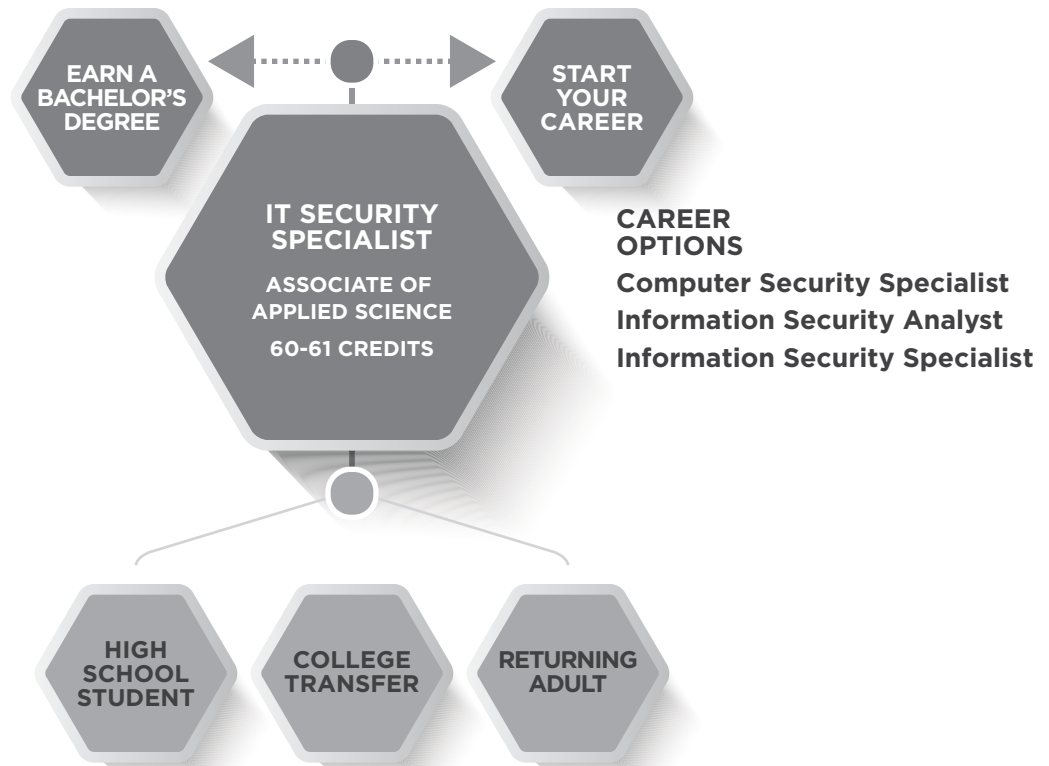 EARN A
BACHELOR'S
DEGREE
START
YOUR
CAREER
IT SECURITY
SPECIALIST
ASSOCIATE OF
APPLIED SCIENCE
60-61 CREDITS
CAREER
OPTIONS
Computer Security Specialist
Information Security Analyst
Information Security Specialist
HIGH
SCHOOL
STUDENT
COLLEGE
TRANSFER
RETURNING
ADULT